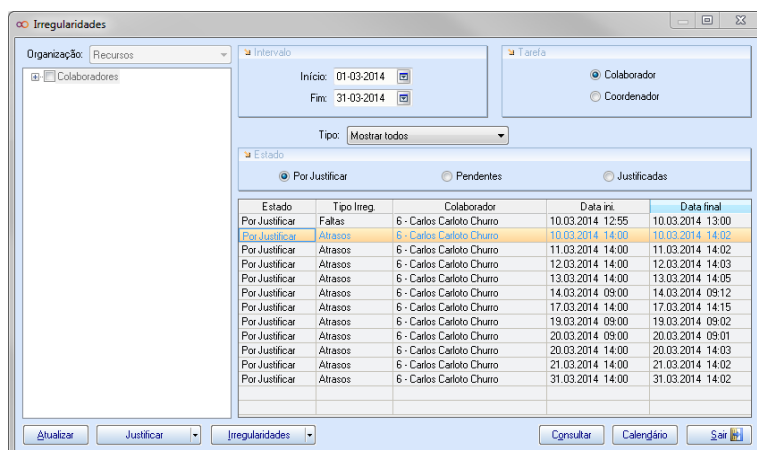 Irregularidades
Organização: Recursos
Colaboradores
Intervalo
Início: 01-03-2014
Fim: 31-03-2014
Tarefa
Colaborador
Coordenador
Tipo: Mostrar todos
Estado
Por Justificar Pendentes Justificadas
Estado Tipo Irreg. Colaborador Data ini. Data final
Por Justificar Faltas 6 - Carlos Carloto Churro 10.03.2014 12:55 10.03.2014 13:00
Por Justificar Atrasos 6 - Carlos Carloto Churro 10.03.2014 14:00 10.03.2014 14:02
Por Justificar Atrasos 6 - Carlos Carloto Churro 11.03.2014 14:00 11.03.2014 14:02
Por Justificar Atrasos 6 - Carlos Carloto Churro 12.03.2014 14:00 12.03.2014 14:03
Por Justificar Atrasos 6 - Carlos Carloto Churro 13.03.2014 14:00 13.03.2014 14:05
Por Justificar Atrasos 6 - Carlos Carloto Churro 14.03.2014 09:00 14.03.2014 09:12
Por Justificar Atrasos 6 - Carlos Carloto Churro 17.03.2014 14:00 17.03.2014 14:15
Por Justificar Atrasos 6 - Carlos Carloto Churro 19.03.2014 09:00 19.03.2014 09:02
Por Justificar Atrasos 6 - Carlos Carloto Churro 20.03.2014 09:00 20.03.2014 09:01
Por Justificar Atrasos 6 - Carlos Carloto Churro 20.03.2014 14:00 20.03.2014 14:03
Por Justificar Atrasos 6 - Carlos Carloto Churro 21.03.2014 14:00 21.03.2014 14:02
Por Justificar Atrasos 6 - Carlos Carloto Churro 31.03.2014 14:00 31.03.2014 14:02
Atualizar Justificar Irregularidades Consultar Calendário Sair